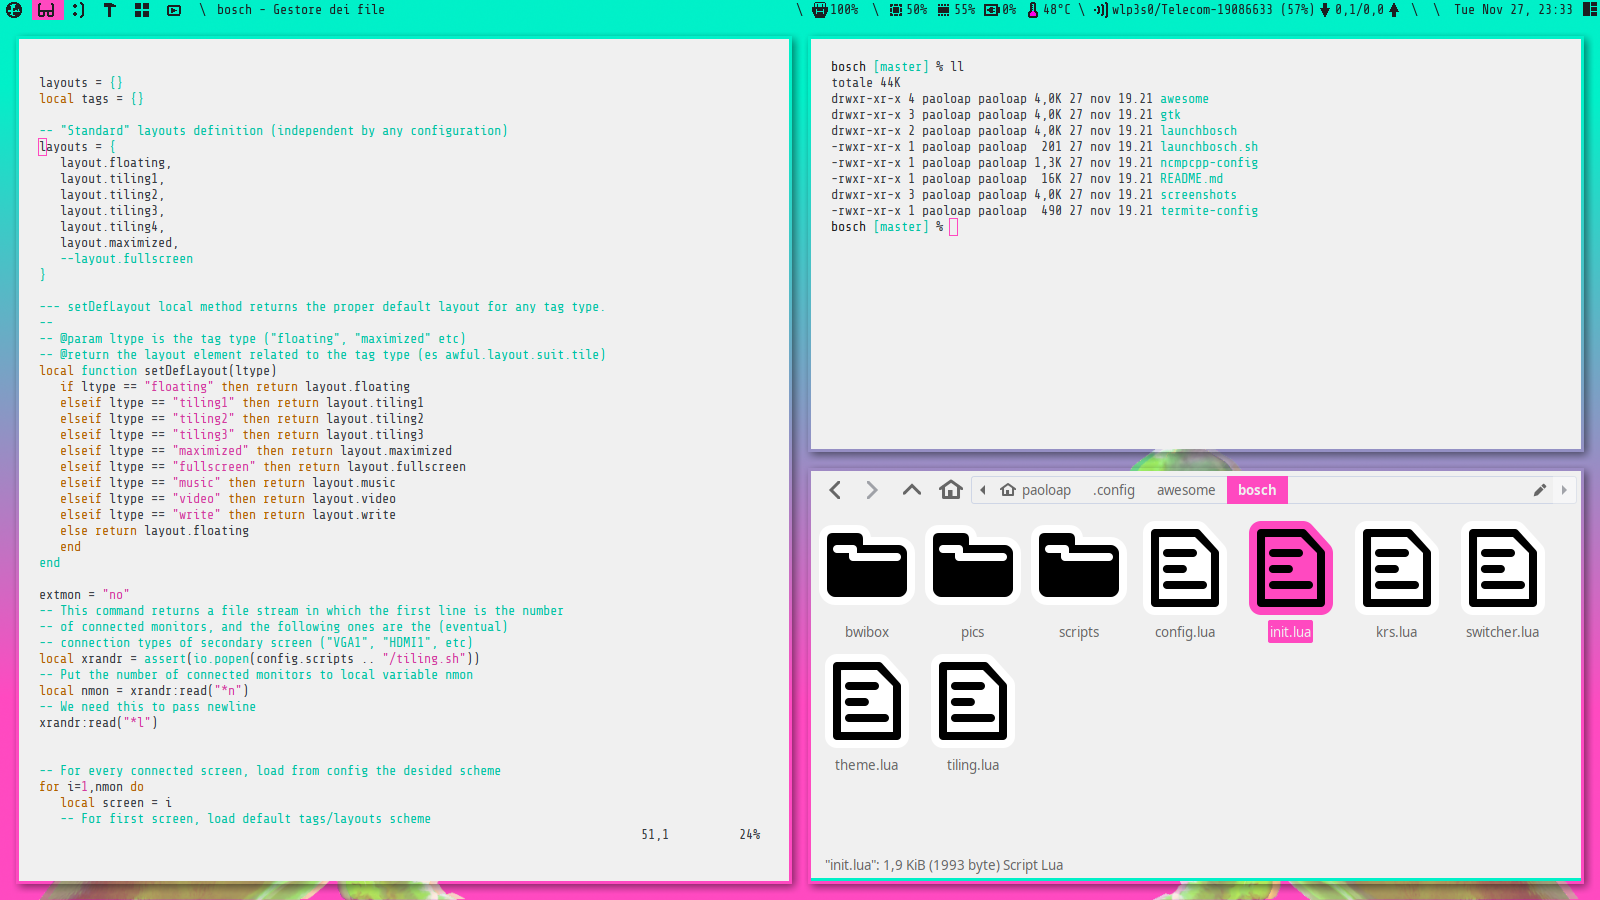 \ bosch - Gestore dei file
\ 100% \ 50% 55% 0% 48°C \ wlp3s0/Telecom-19086633 (57%) 0,1/0,0 \ \ Tue Nov 27, 23:33
layouts = {}
local tags = {}
-- "Standard" layouts definition (independent by any configuration)
layouts = {
   layout.floating,
   layout.tiling1,
   layout.tiling2,
   layout.tiling3,
   layout.tiling4,
   layout.maximized,
   --layout.fullscreen
}
--- setDefLayout local method returns the proper default layout for any tag type.
--
-- @param ltype is the tag type ("floating", "maximized" etc)
-- @return the layout element related to the tag type (es awful.layout.suit.tile)
local function setDefLayout(ltype)
   if ltype == "floating" then return layout.floating
   elseif ltype == "tiling1" then return layout.tiling1
   elseif ltype == "tiling2" then return layout.tiling2
   elseif ltype == "tiling3" then return layout.tiling3
   elseif ltype == "maximized" then return layout.maximized
   elseif ltype == "fullscreen" then return layout.fullscreen
   elseif ltype == "music" then return layout.music
   elseif ltype == "video" then return layout.video
   elseif ltype == "write" then return layout.write
   else return layout.floating
   end
end
extmon = "no"
-- This command returns a file stream in which the first line is the number
-- of connected monitors, and the following ones are the (eventual)
-- connection types of secondary screen ("VGA1", "HDMI1", etc)
local xrandr = assert(io.popen(config.scripts .. "/tiling.sh"))
-- Put the number of connected monitors to local variable nmon
local nmon = xrandr:read("*n")
-- We need this to pass newline
xrandr:read("*l")
-- For every connected screen, load from config the desided scheme
for i=1,nmon do
   local screen = i
   -- For first screen, load default tags/layouts scheme
51,1 24%
bosch [master] % ll
totale 44K
drwxr-xr-x 4 paoloap paoloap 4,0K 27 nov 19.21 awesome
drwxr-xr-x 3 paoloap paoloap 4,0K 27 nov 19.21 gtk
drwxr-xr-x 2 paoloap paoloap 4,0K 27 nov 19.21 launchbosch
-rwxr-xr-x 1 paoloap paoloap  201 27 nov 19.21 launchbosch.sh
-rwxr-xr-x 1 paoloap paoloap 1,3K 27 nov 19.21 ncmpcpp-config
-rwxr-xr-x 1 paoloap paoloap  16K 27 nov 19.21 README.md
drwxr-xr-x 3 paoloap paoloap 4,0K 27 nov 19.21 screenshots
-rwxr-xr-x 1 paoloap paoloap  490 27 nov 19.21 termite-config
bosch [master] %
paoloap .config awesome bosch
bwibox pics scripts config.lua init.lua krs.lua switcher.lua
theme.lua tiling.lua
"init.lua": 1,9 KiB (1993 byte) Script Lua